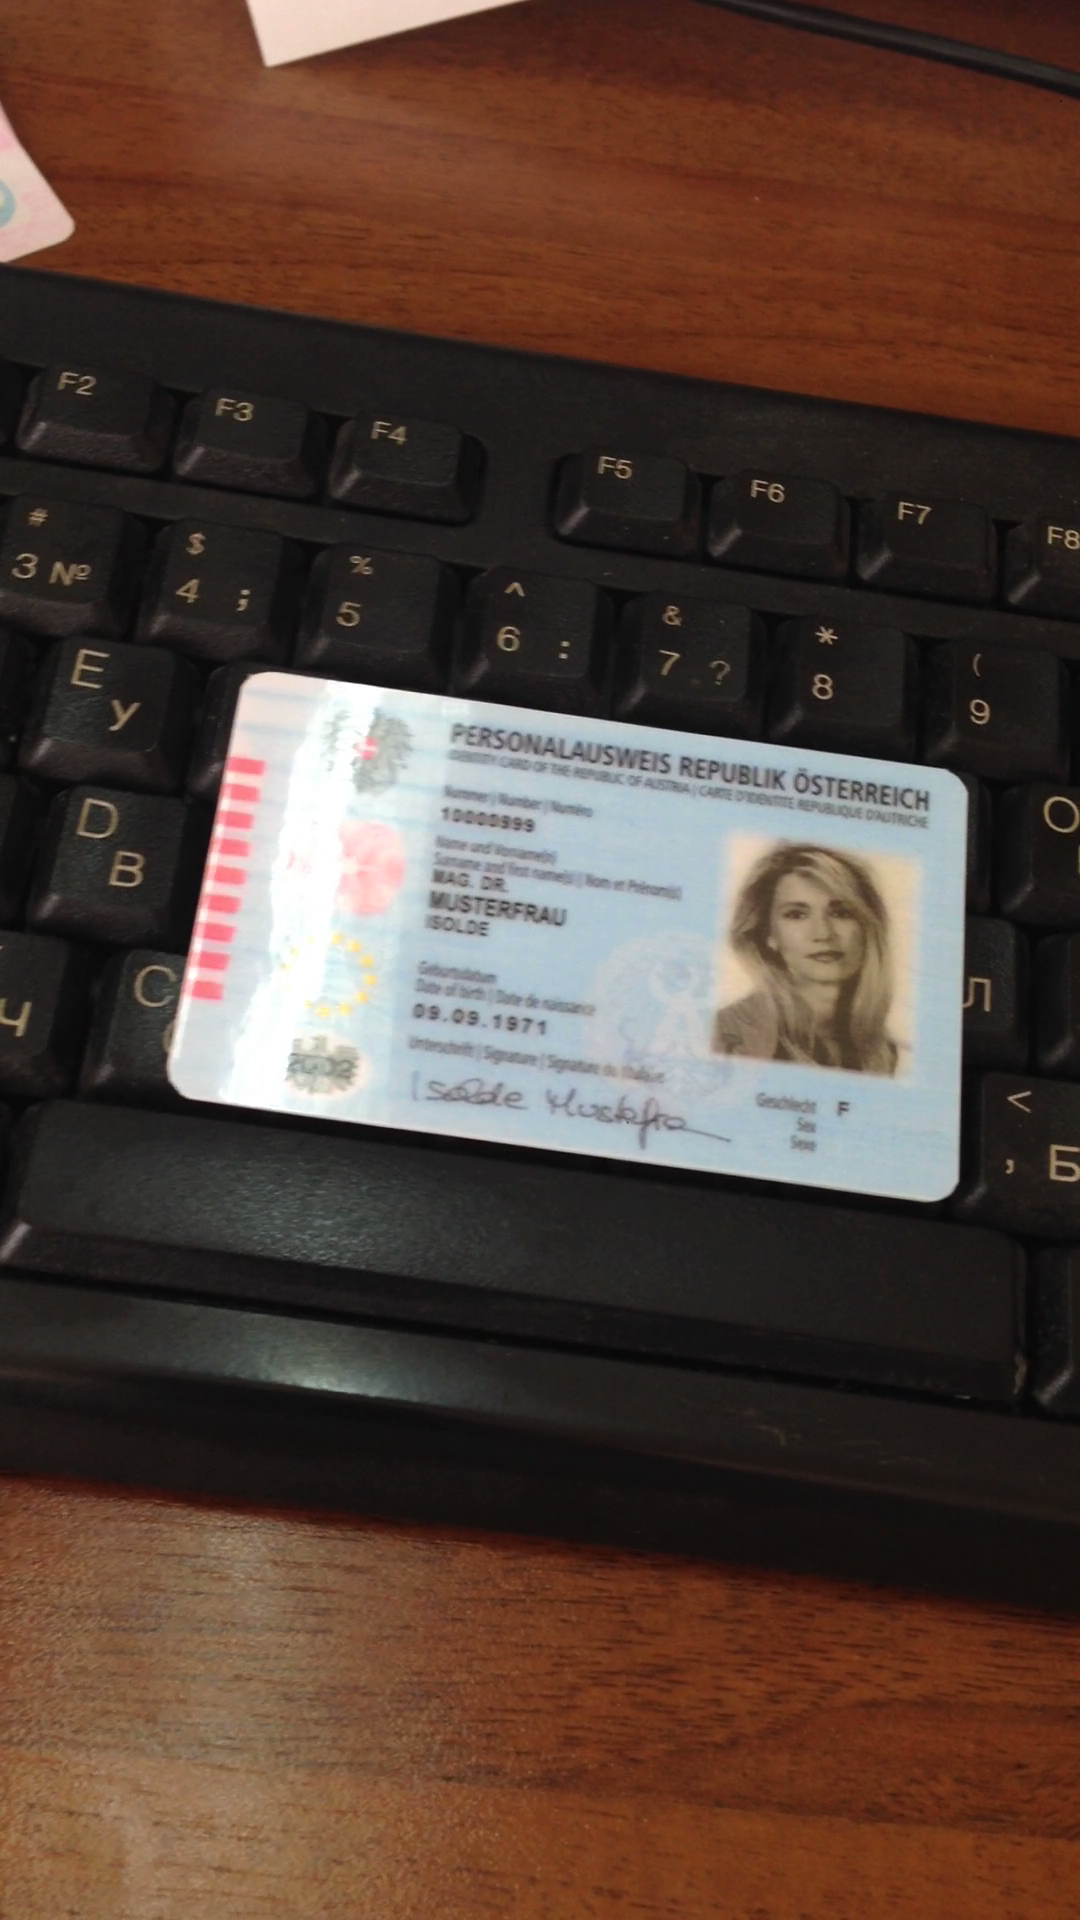 F2 F3 F4 F5 F6 F7 F8
# $ % ^ & * (
3 № 4 ; 5 6 : 7 ? 8 9
E У
D В
C
Ч
O
Л
<
, Б
PERSONALAUSWEIS REPUBLIK ÖSTERREICH
IDENTITY CARD OF THE REPUBLIC OF AUSTRIA | CARTE D'IDENTITÉ RÉPUBLIQUE D'AUTRICHE
Nummer | Number | Numéro
10000999
Name und Vorname(n)
Surname and first name(s) | Nom et Prénom(s)
MAG. DR.
MUSTERFRAU
ISOLDE
Geburtsdatum
Date of birth | Date de naissance
09.09.1971
Unterschrift | Signature | Signature du titulaire
Isolde Musterfra
Geschlecht F
Sex
Sexe
2002